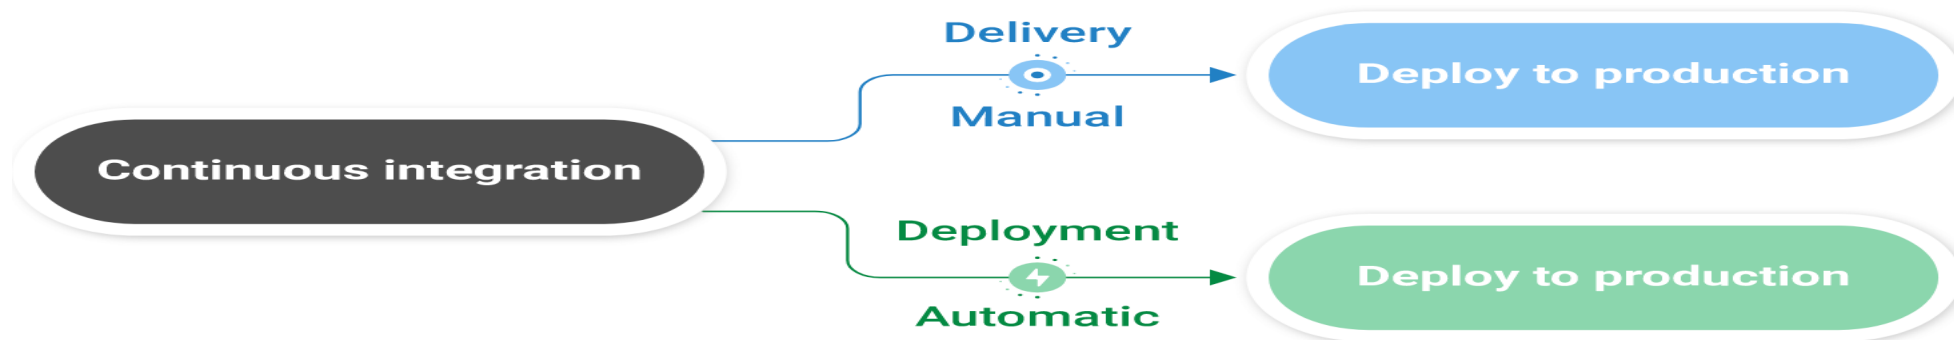 Continuous integration
Delivery
Manual
Deploy to production
Deployment
Automatic
Deploy to production